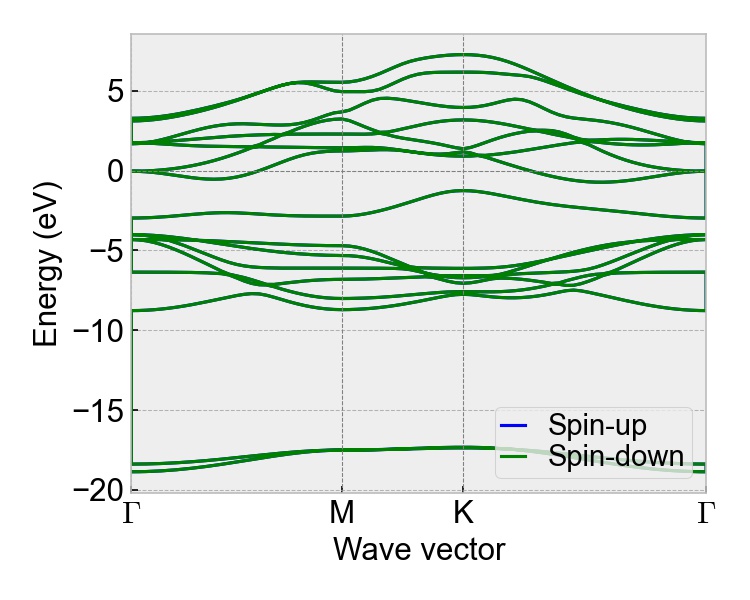 5
0
−5
−10
−15
−20
Energy (eV)
Spin-up
Spin-down
Γ M K Γ
Wave vector